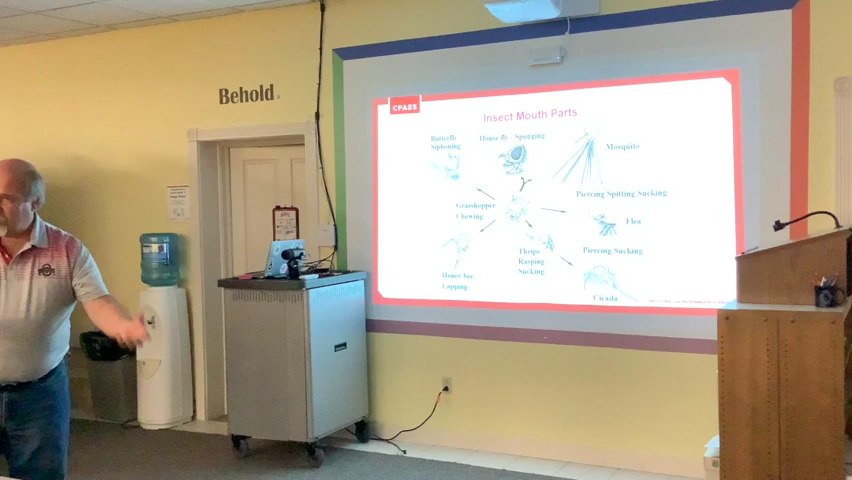 Behold.
CFAES
Insect Mouth Parts
Butterfly
Siphoning
House fly - Sponging
Mosquito
Piercing Spitting Sucking
Grasshopper
Chewing
Flea
Piercing Sucking
Thrips
Rasping
Sucking
Honey bee
Lapping
Cicada